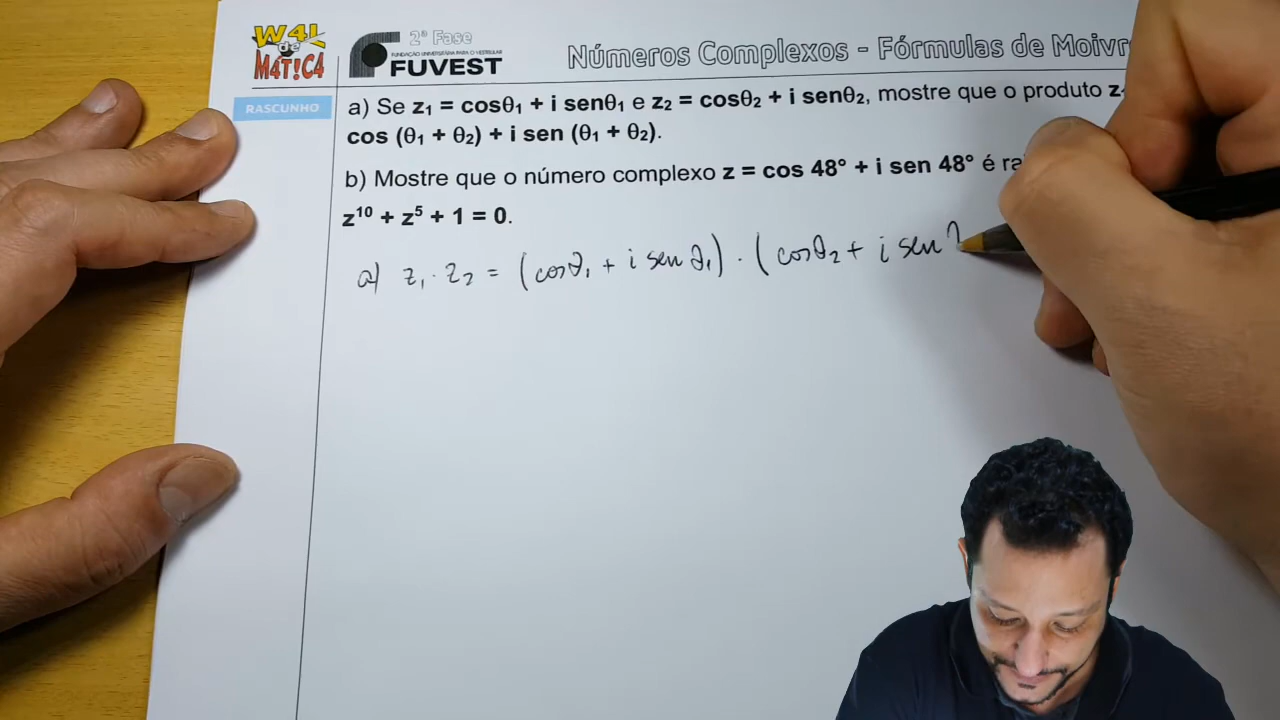 W4L de M4T!C4
2ª Fase
FUNDAÇÃO UNIVERSITÁRIA PARA O VESTIBULAR
FUVEST
Números Complexos - Fórmulas de Moivr
RASCUNHO
a) Se z₁ = cosθ₁ + i senθ₁ e z₂ = cosθ₂ + i senθ₂, mostre que o produto z
cos (θ₁ + θ₂) + i sen (θ₁ + θ₂).
b) Mostre que o número complexo z = cos 48° + i sen 48° é ra
z¹⁰ + z⁵ + 1 = 0.
a) z₁ · z₂ = (cosθ₁ + i sen θ₁) · (cosθ₂ + i sen